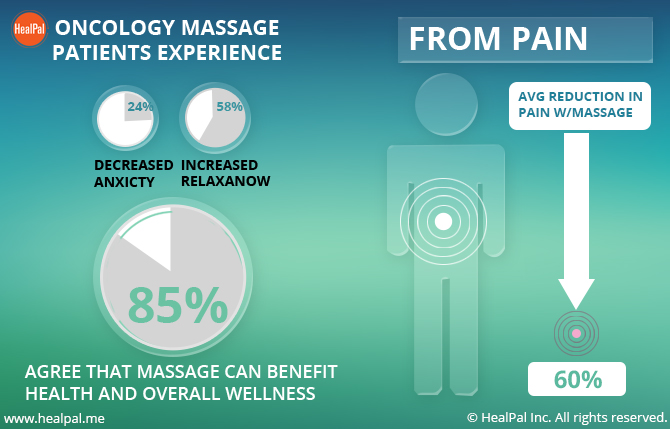 HealPal
ONCOLOGY MASSAGE
PATIENTS EXPERIENCE
24%
58%
DECREASED
ANXICTY
INCREASED
RELAXANOW
85%
AGREE THAT MASSAGE CAN BENEFIT
HEALTH AND OVERALL WELLNESS
www.healpal.me
FROM PAIN
AVG REDUCTION IN
PAIN W/MASSAGE
60%
© HealPal Inc. All rights reserved.